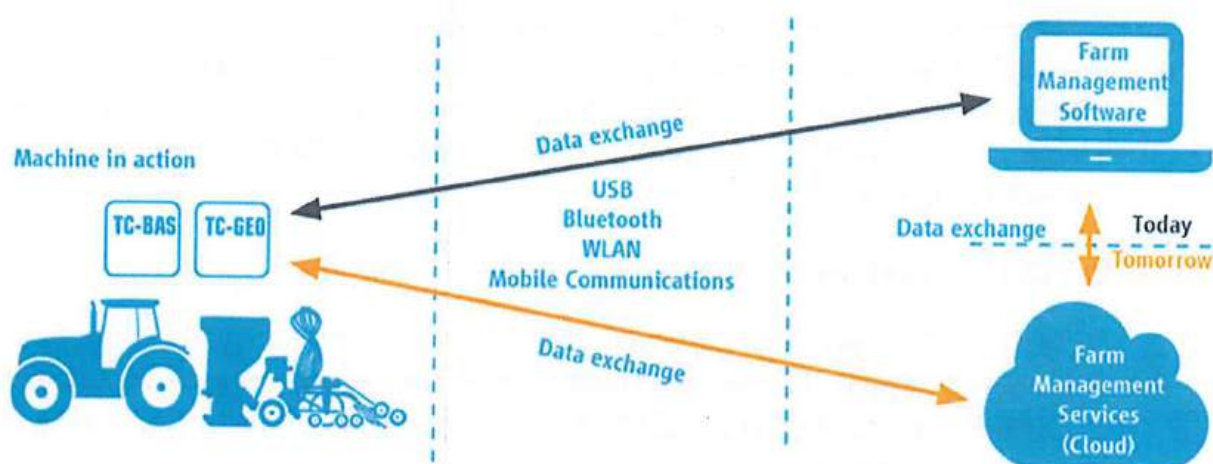 Farm
Management
Software
Data exchange
Machine in action
USB
Bluetooth
WLAN
Mobile Communications
TC-BAS
TC-GEO
Data exchange
Today
Tomorrow
Data exchange
Farm
Management
Services
(Cloud)